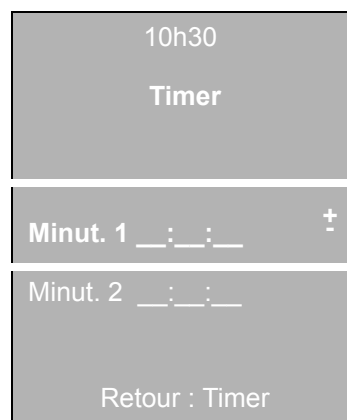 10h30
Timer
Minut. 1 __:__:__ +
-
Minut. 2 __:__:__
Retour : Timer